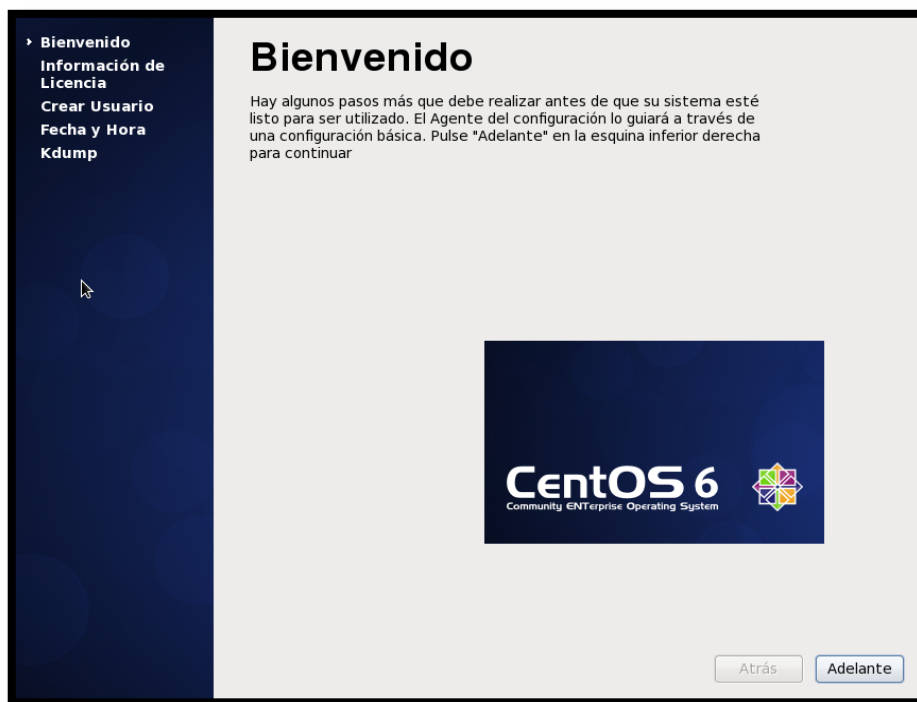 Bienvenido
Información de
Licencia
Crear Usuario
Fecha y Hora
Kdump
Bienvenido
Hay algunos pasos más que debe realizar antes de que su sistema esté
listo para ser utilizado. El Agente del configuración lo guiará a través de
una configuración básica. Pulse "Adelante" en la esquina inferior derecha
para continuar
CentOS 6
Community ENTerprise Operating System
Atrás
Adelante